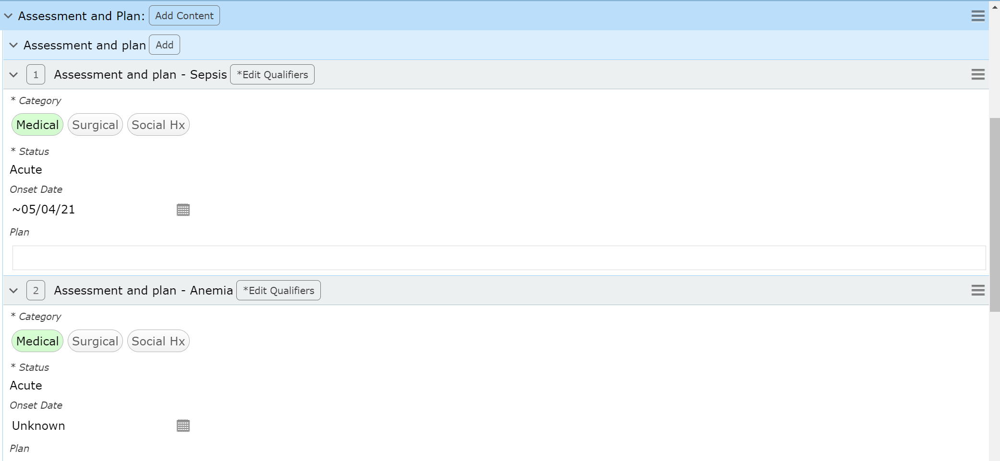 Assessment and Plan: Add Content
Assessment and plan Add
1 Assessment and plan - Sepsis *Edit Qualifiers
* Category
Medical Surgical Social Hx
* Status
Acute
Onset Date
~05/04/21
Plan
2 Assessment and plan - Anemia *Edit Qualifiers
* Category
Medical Surgical Social Hx
* Status
Acute
Onset Date
Unknown
Plan